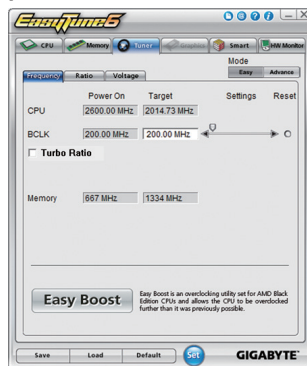 EasyTune6
CPU Memory Tuner Graphics Smart HW Monitor
Mode
Easy Advance
Frequency Ratio Voltage
Power On Target Settings Reset
CPU 2600.00 MHz 2014.73 MHz
BCLK 200.00 MHz 200.00 MHz
Turbo Ratio
Memory 667 MHz 1334 MHz
Easy Boost
Easy Boost is an overclocking utility set for AMD Black
Edition CPUs and allows the CPU to be overclocked
further than it was previously possible.
Save Load Default Set GIGABYTE